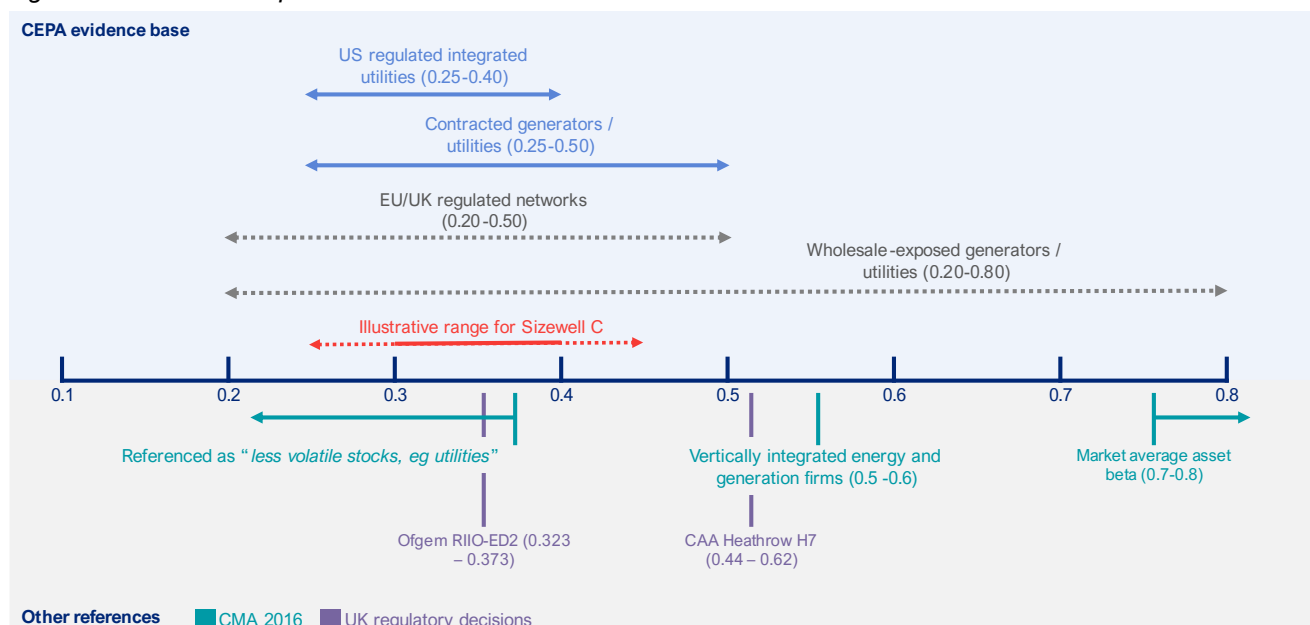 CEPA evidence base
US regulated integrated
utilities (0.25-0.40)
Contracted generators /
utilities (0.25-0.50)
EU/UK regulated networks
(0.20-0.50)
Wholesale-exposed generators /
utilities (0.20-0.80)
Illustrative range for Sizewell C
0.1 0.2 0.3 0.4 0.5 0.6 0.7 0.8
Referenced as “less volatile stocks, eg utilities”
Vertically integrated energy and
generation firms (0.5 -0.6)
Market average asset
beta (0.7-0.8)
Ofgem RIIO-ED2 (0.323
– 0.373)
CAA Heathrow H7
(0.44 – 0.62)
Other references CMA 2016 UK regulatory decisions